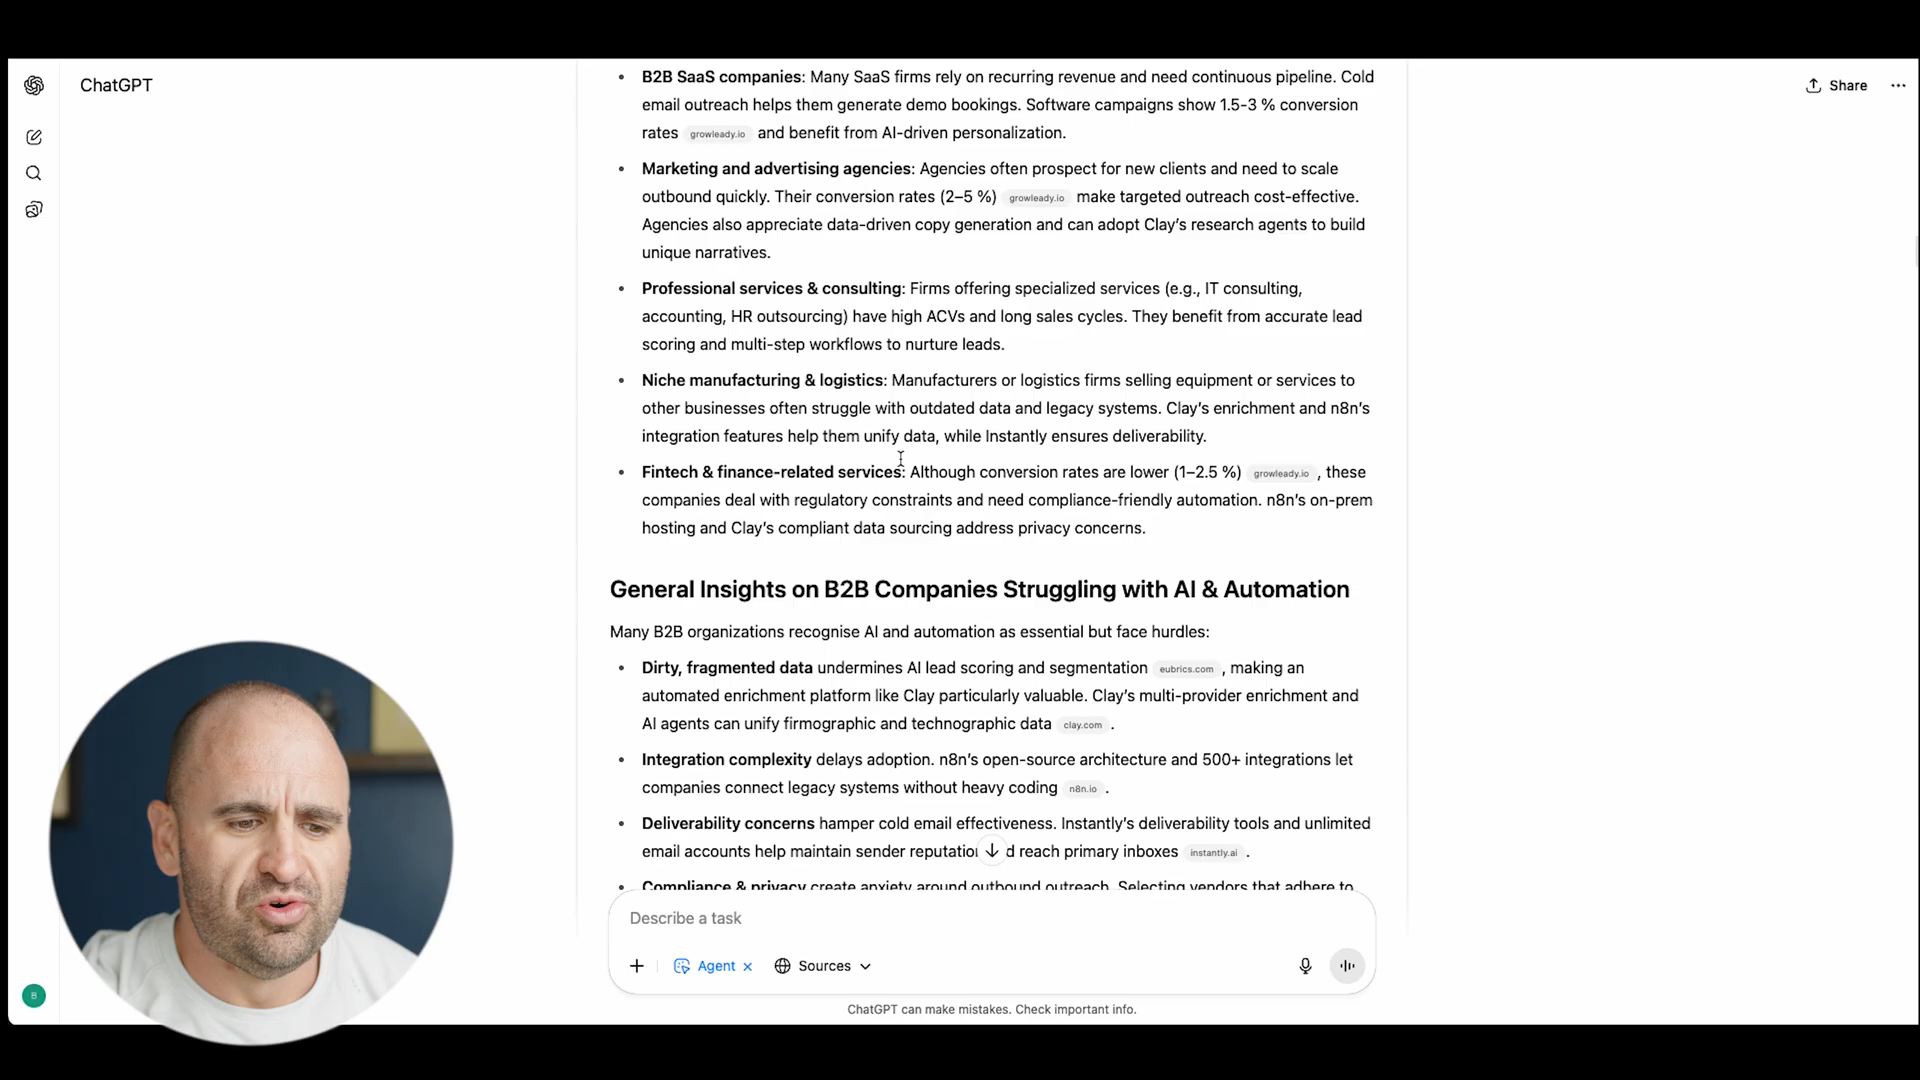 ChatGPT
Share
B2B SaaS companies: Many SaaS firms rely on recurring revenue and need continuous pipeline. Cold
email outreach helps them generate demo bookings. Software campaigns show 1.5-3 % conversion
rates growleady.io and benefit from AI-driven personalization.
Marketing and advertising agencies: Agencies often prospect for new clients and need to scale
outbound quickly. Their conversion rates (2–5 %) growleady.io make targeted outreach cost-effective.
Agencies also appreciate data-driven copy generation and can adopt Clay’s research agents to build
unique narratives.
Professional services & consulting: Firms offering specialized services (e.g., IT consulting,
accounting, HR outsourcing) have high ACVs and long sales cycles. They benefit from accurate lead
scoring and multi-step workflows to nurture leads.
Niche manufacturing & logistics: Manufacturers or logistics firms selling equipment or services to
other businesses often struggle with outdated data and legacy systems. Clay’s enrichment and n8n’s
integration features help them unify data, while Instantly ensures deliverability.
Fintech & finance-related services: Although conversion rates are lower (1–2.5 %) growleady.io , these
companies deal with regulatory constraints and need compliance-friendly automation. n8n’s on-prem
hosting and Clay’s compliant data sourcing address privacy concerns.
General Insights on B2B Companies Struggling with AI & Automation
Many B2B organizations recognise AI and automation as essential but face hurdles:
Dirty, fragmented data undermines AI lead scoring and segmentation eubrics.com , making an
automated enrichment platform like Clay particularly valuable. Clay’s multi-provider enrichment and
AI agents can unify firmographic and technographic data clay.com .
Integration complexity delays adoption. n8n’s open-source architecture and 500+ integrations let
companies connect legacy systems without heavy coding n8n.io .
Deliverability concerns hamper cold email effectiveness. Instantly’s deliverability tools and unlimited
email accounts help maintain sender reputation d reach primary inboxes instantly.ai .
Compliance & privacy create anxiety around outbound outreach. Selecting vendors that adhere to
Describe a task
Agent
Sources
ChatGPT can make mistakes. Check important info.
B